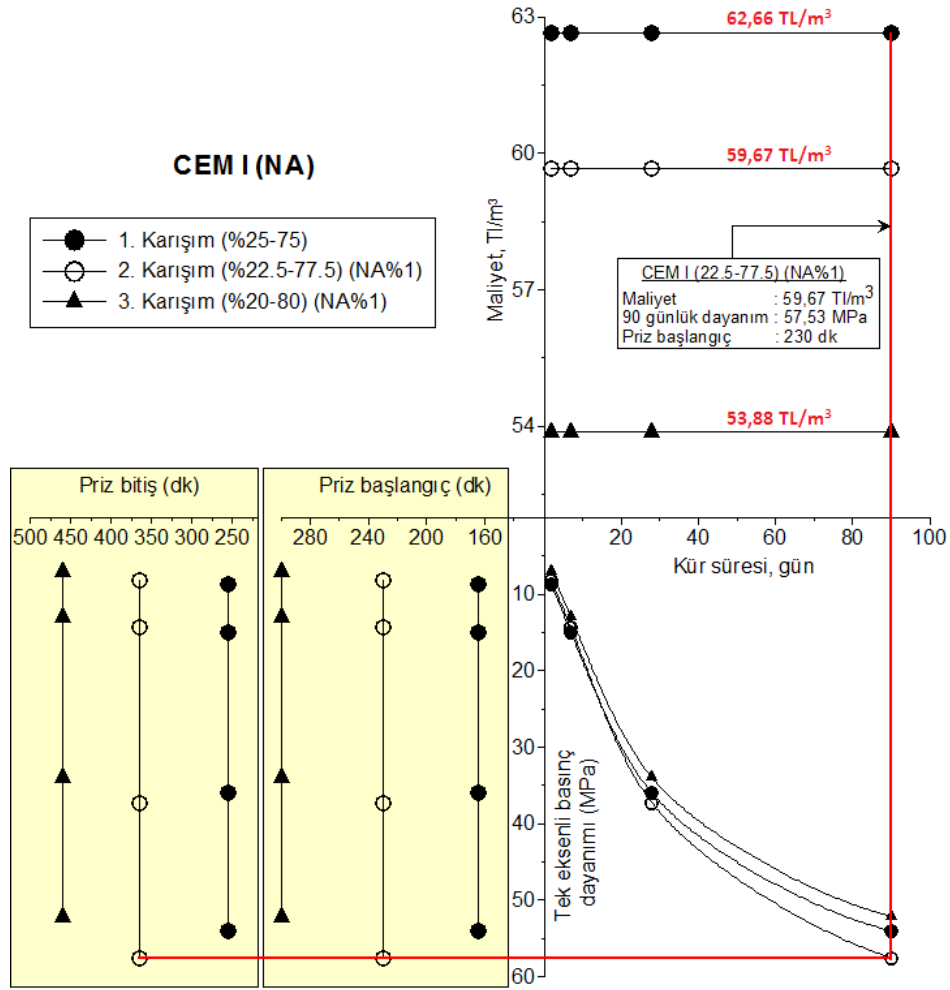 CEM I (NA)
1. Karışım (%25-75)
2. Karışım (%22.5-77.5) (NA%1)
3. Karışım (%20-80) (NA%1)
63
60
57
54
Maliyet, Tl/m³
62,66 TL/m³
59,67 TL/m³
CEM I (22.5-77.5) (NA%1)
Maliyet : 59,67 Tl/m³
90 günlük dayanım : 57,53 MPa
Priz başlangıç : 230 dk
53,88 TL/m³
Priz bitiş (dk)
500 450 400 350 300 250
Priz başlangıç (dk)
280 240 200 160
20 40 60 80 100
Kür süresi, gün
10
20
30
40
50
60
Tek eksenli basınç
dayanımı (MPa)